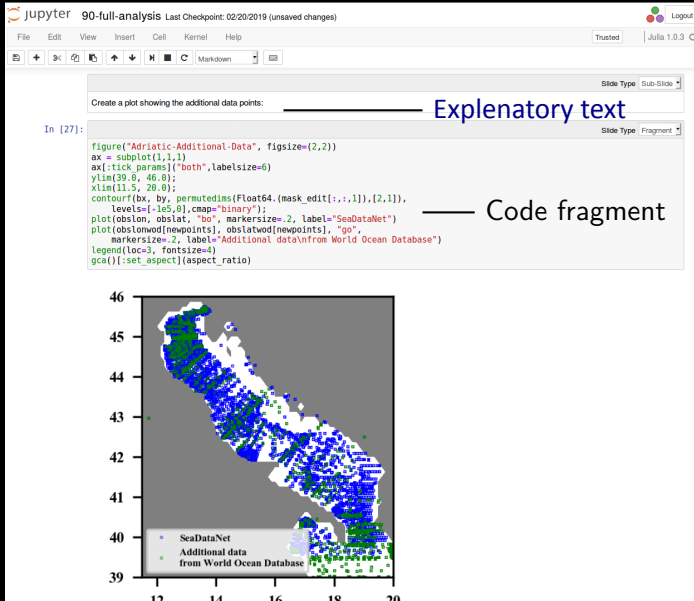 jupyter 90-full-analysis Last Checkpoint: 02/20/2019 (unsaved changes) Logout
File Edit View Insert Cell Kernel Help Trusted Julia 1.0.3
Markdown
Slide Type Sub-Slide
Create a plot showing the additional data points:
Explenatory text
In [27]:
Slide Type Fragment
figure("Adriatic-Additional-Data", figsize=(2,2))
ax = subplot(1,1,1)
ax[:tick_params]("both",labelsize=6)
ylim(39.0, 46.0);
xlim(11.5, 20.0);
contourf(bx, by, permutedims(Float64.(mask_edit[:,:,1]),[2,1]),
levels=[-1e5,0],cmap="binary");
plot(obslon, obslat, "bo", markersize=.2, label="SeaDataNet")
plot(obslonwod[newpoints], obslatwod[newpoints], "go",
markersize=.2, label="Additional data\nfrom World Ocean Database")
legend(loc=3, fontsize=4)
gca()[:set_aspect](aspect_ratio)
Code fragment
46
45
44
43
42
41
40
39
SeaDataNet
Additional data
from World Ocean Database
12 14 16 18 20